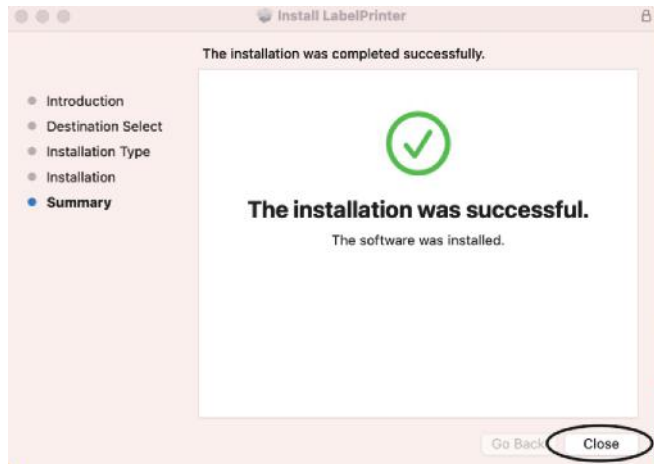 Install LabelPrinter
The installation was completed successfully.
Introduction
Destination Select
Installation Type
Installation
Summary
The installation was successful.
The software was installed.
Go Back
Close